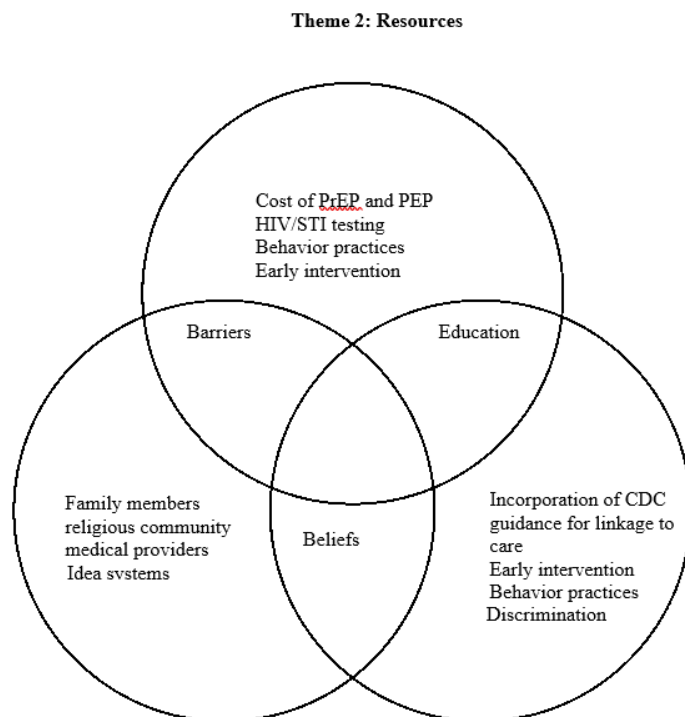 Theme 2: Resources
Cost of PrEP and PEP
HIV/STI testing
Behavior practices
Early intervention
Barriers
Education
Family members
religious community
medical providers
Idea systems
Beliefs
Incorporation of CDC
guidance for linkage to
care
Early intervention
Behavior practices
Discrimination